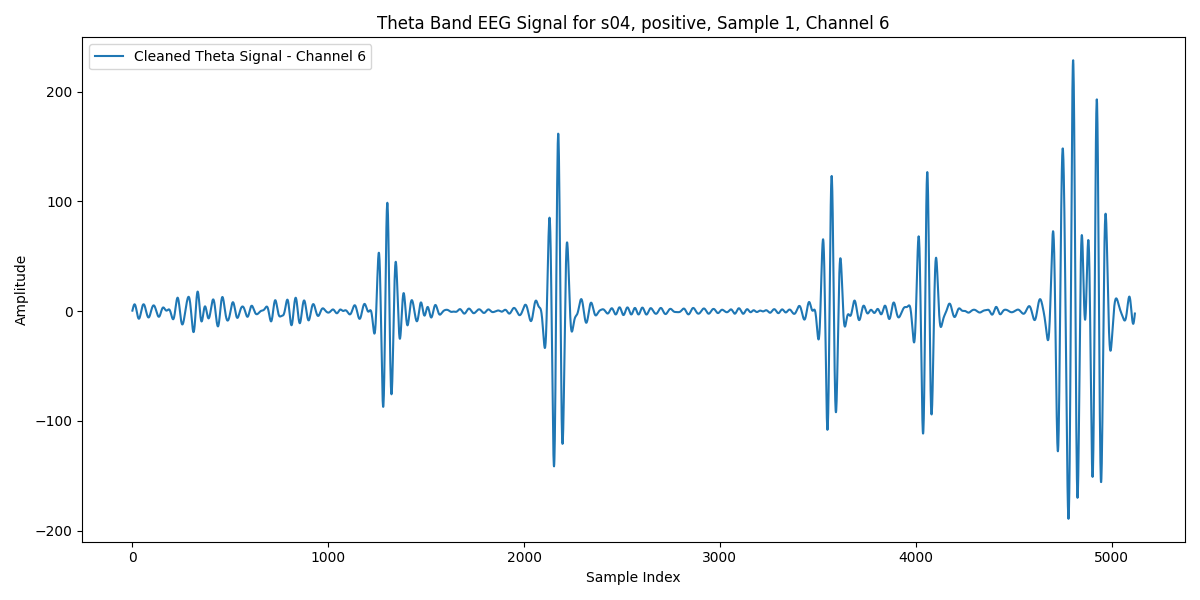 Theta Band EEG Signal for s04, positive, Sample 1, Channel 6
Cleaned Theta Signal - Channel 6
200
100
0
−100
−200
Amplitude
0 1000 2000 3000 4000 5000
Sample Index